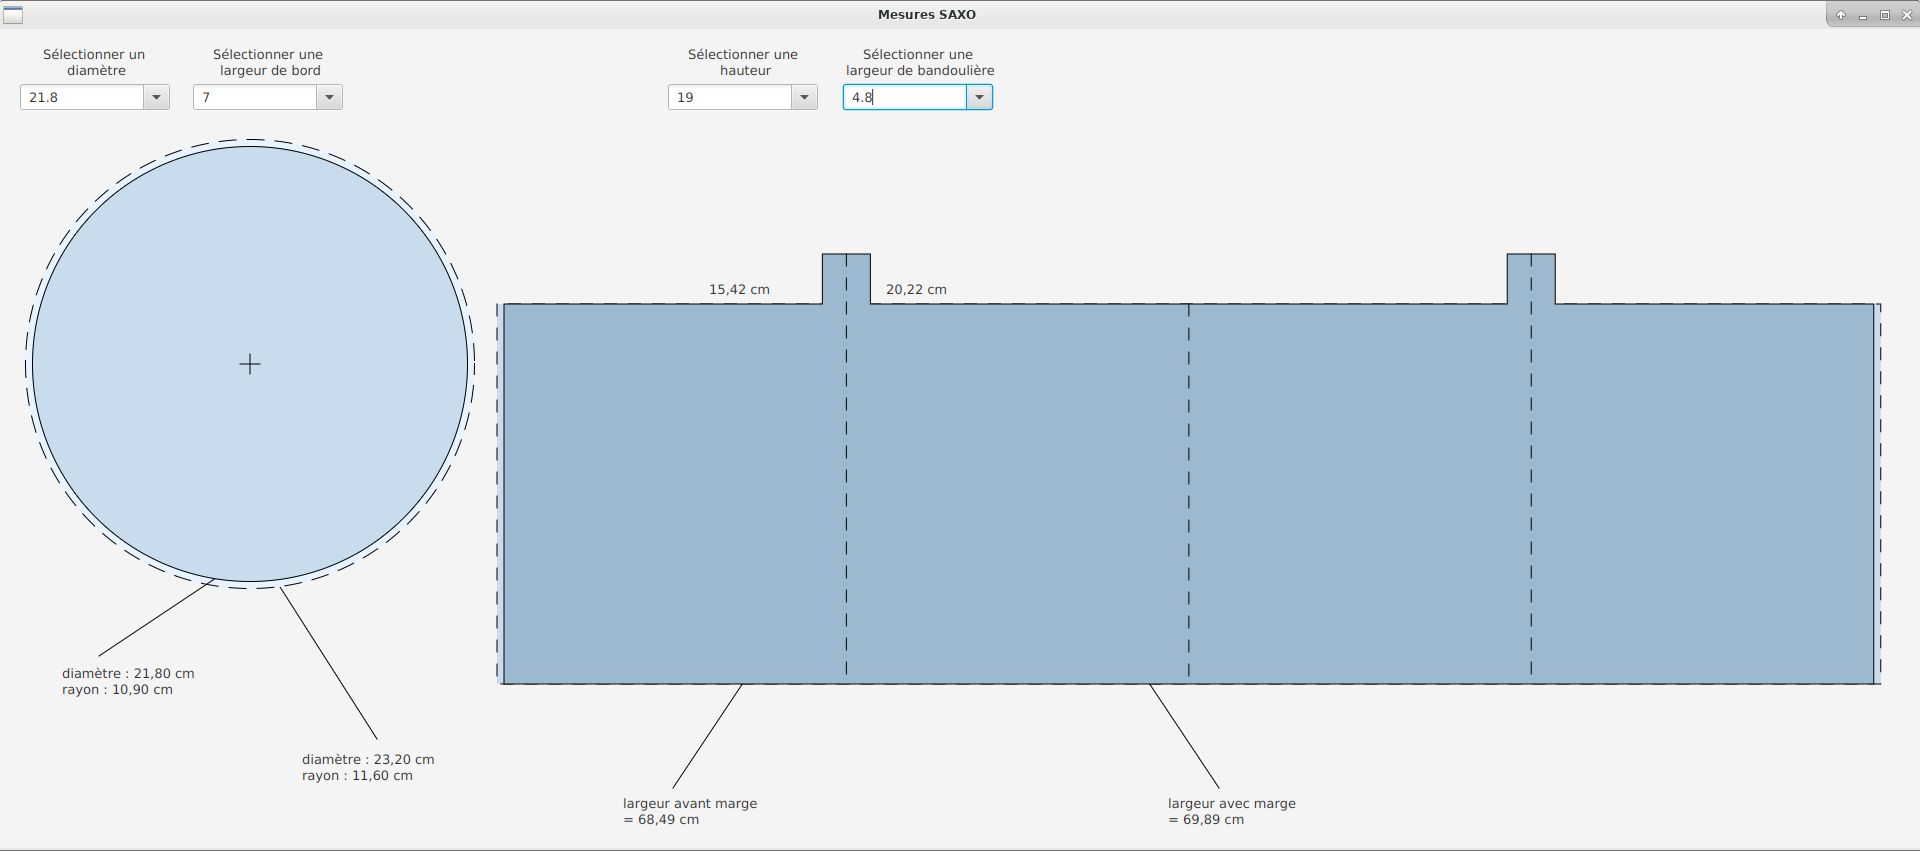 Mesures SAXO
Sélectionner un
diamètre
21.8
Sélectionner une
largeur de bord
7
Sélectionner une
hauteur
19
Sélectionner une
largeur de bandoulière
4.8
15,42 cm
20,22 cm
diamètre : 21,80 cm
rayon : 10,90 cm
diamètre : 23,20 cm
rayon : 11,60 cm
largeur avant marge
= 68,49 cm
largeur avec marge
= 69,89 cm